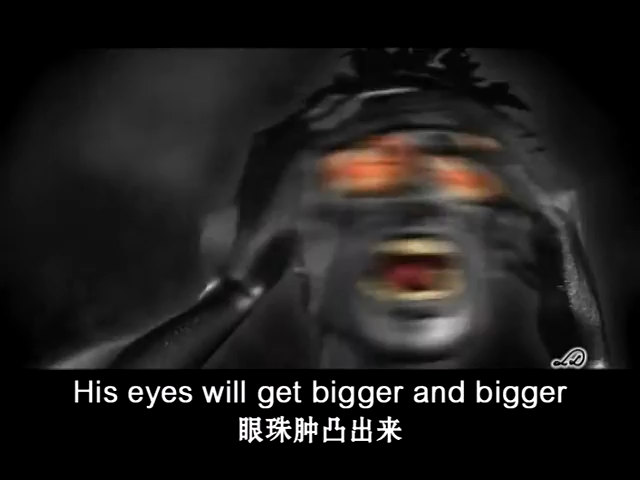 His eyes will get bigger and bigger
眼珠肿凸出来